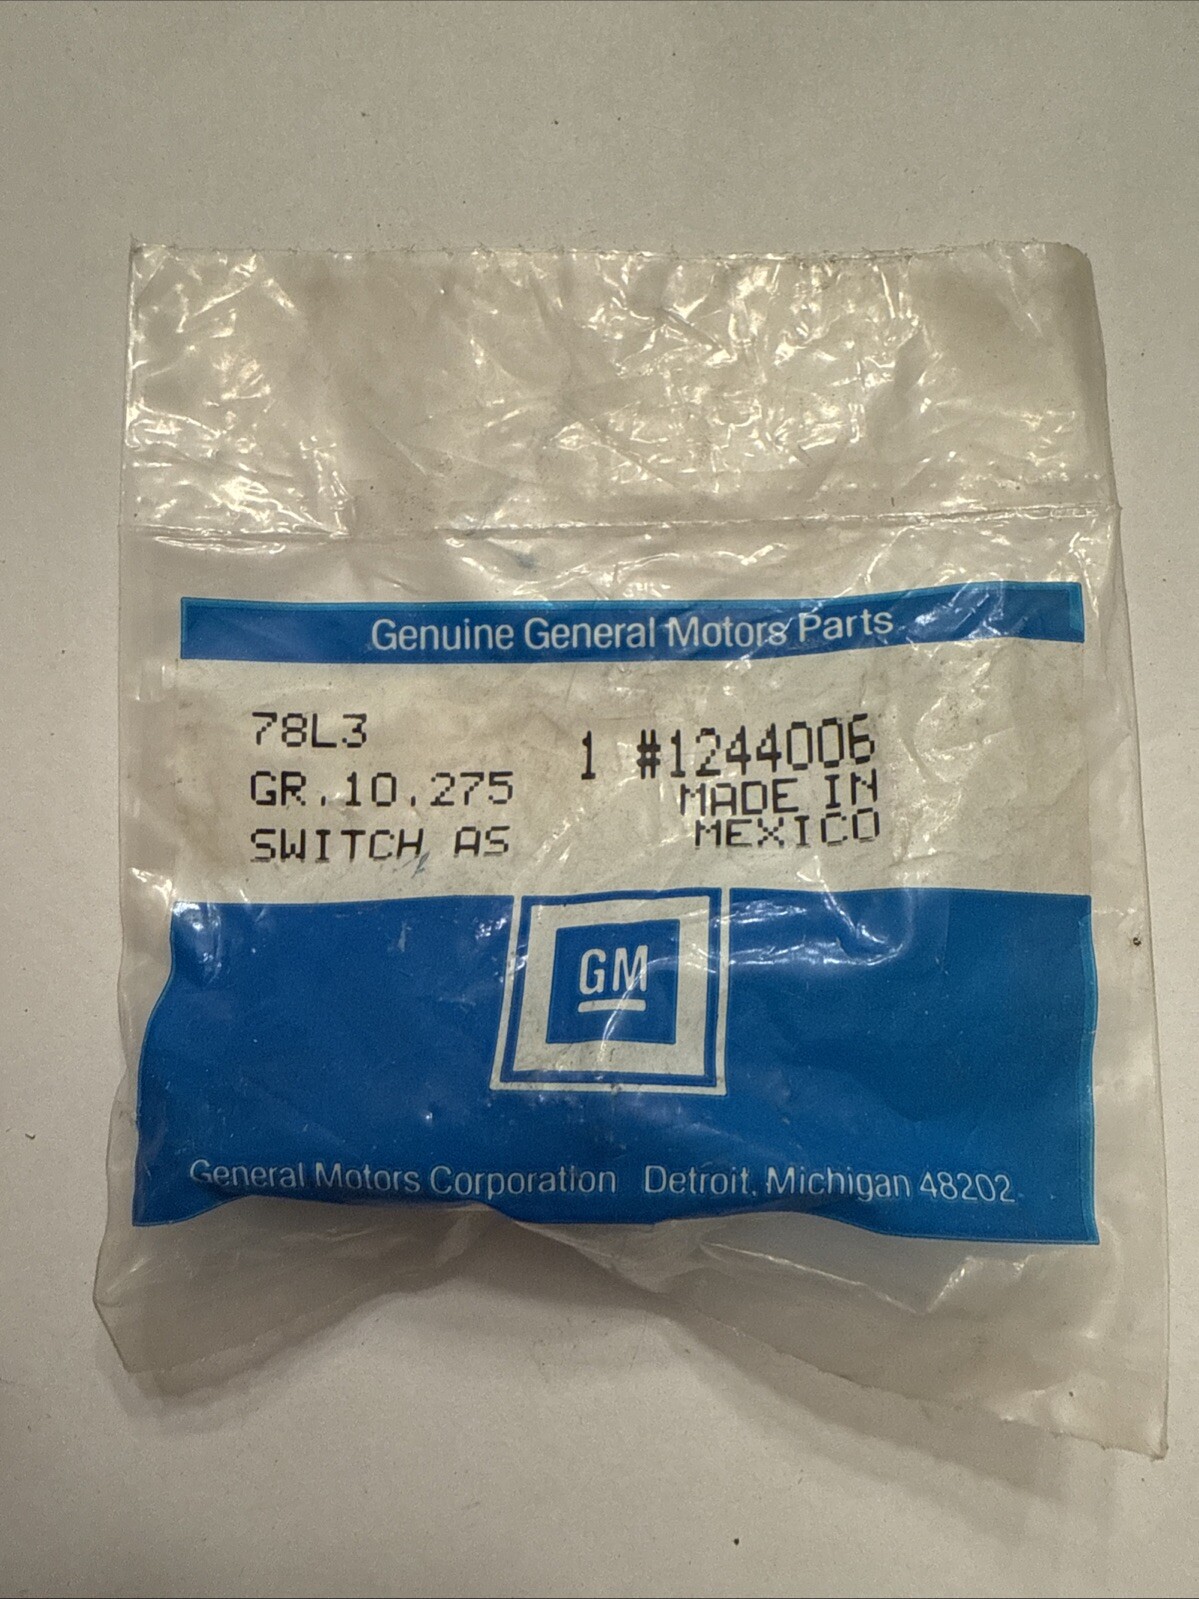 Genuine General Motors Parts
78L3
GR.10.275
SWITCH AS
1 #1244006
MADE IN
MEXICO
GM
General Motors Corporation Detroit, Michigan 48202